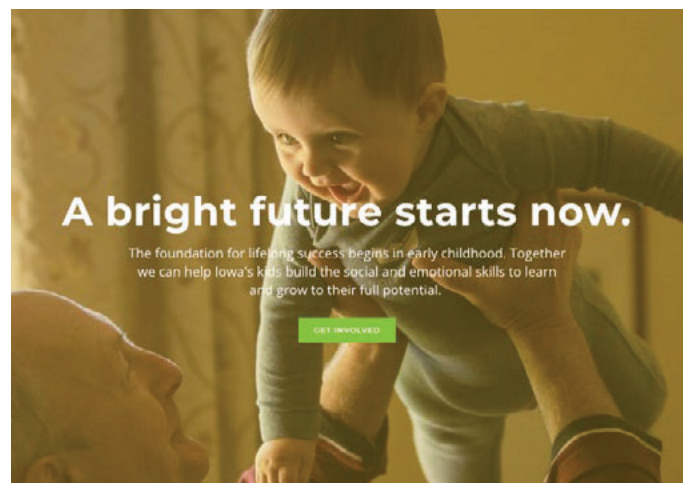 A bright future starts now.
The foundation for lifelong success begins in early childhood. Together
we can help Iowa's kids build the social and emotional skills to learn
and grow to their full potential.
GET INVOLVED